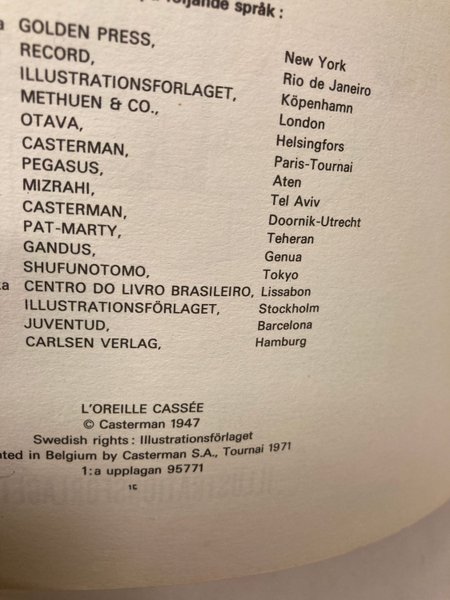 följande språk :
GOLDEN PRESS, New York
RECORD, Rio de Janeiro
ILLUSTRATIONSFORLAGET, Köpenhamn
METHUEN & CO., London
OTAVA, Helsingfors
CASTERMAN, Paris-Tournai
PEGASUS, Aten
MIZRAHI, Tel Aviv
CASTERMAN, Doornik-Utrecht
PAT-MARTY, Teheran
GANDUS, Genua
SHUFUNOTOMO, Tokyo
CENTRO DO LIVRO BRASILEIRO, Lissabon
ILLUSTRATIONSFÖRLAGET, Stockholm
JUVENTUD, Barcelona
CARLSEN VERLAG, Hamburg
L'OREILLE CASSÉE
© Casterman 1947
Swedish rights : Illustrationsförlaget
nted in Belgium by Casterman S.A., Tournai 1971
1:a upplagan 95771